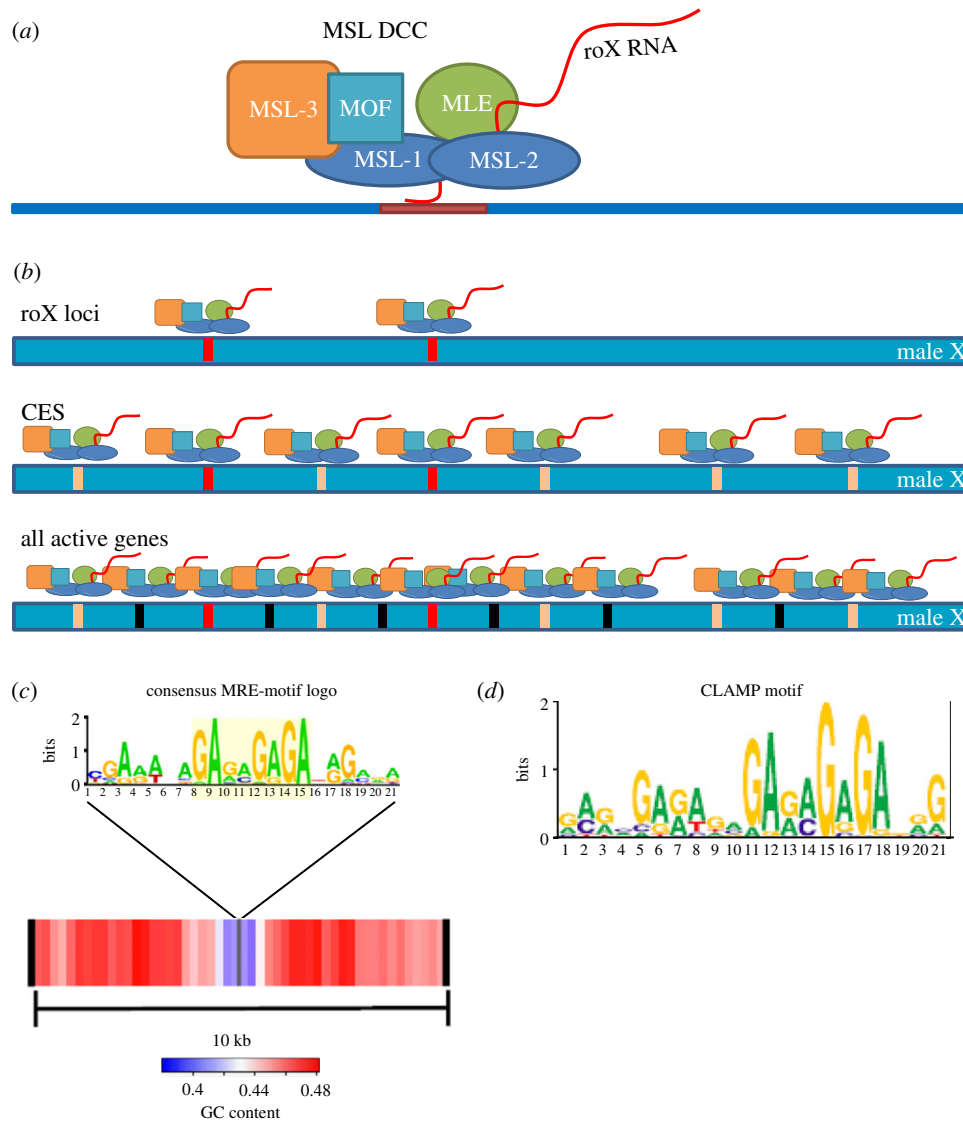 (a)
MSL DCC
roX RNA
MSL-3
MOF
MLE
MSL-1
MSL-2
(b)
roX loci
male X
CES
male X
all active genes
male X
(c)
consensus MRE-motif logo
2
bits
1
0
1 2 3 4 5 6 7 8 9 10 11 12 13 14 15 16 17 18 19 20 21
10 kb
0.4 0.44 0.48
GC content
(d)
CLAMP motif
2
bits
1
0
1 2 3 4 5 6 7 8 9 10 11 12 13 14 15 16 17 18 19 20 21